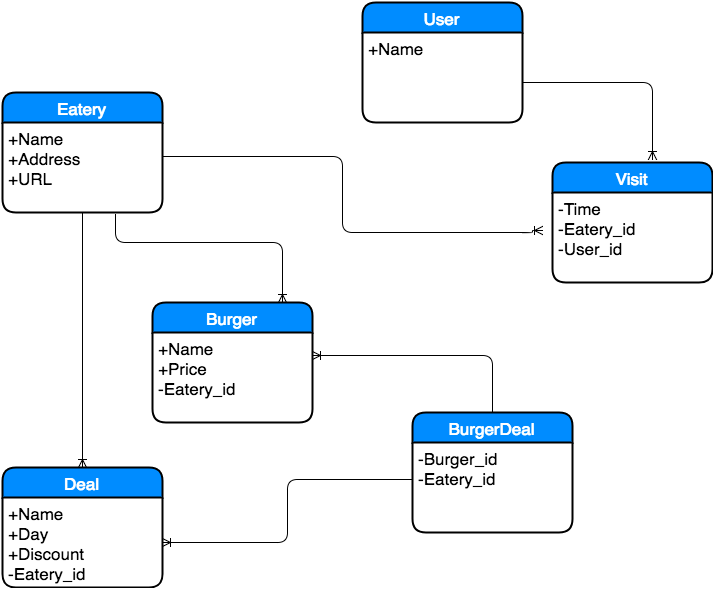 User
+Name
Eatery
+Name
+Address
+URL
Visit
-Time
-Eatery_id
-User_id
Burger
+Name
+Price
-Eatery_id
BurgerDeal
-Burger_id
-Eatery_id
Deal
+Name
+Day
+Discount
-Eatery_id